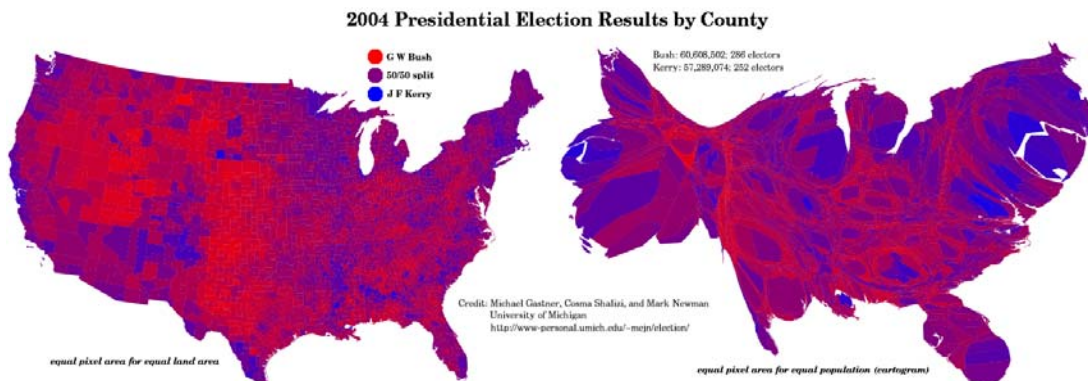 2004 Presidential Election Results by County
G W Bush
50/50 split
J F Kerry
Bush: 60,608,502; 286 electors
Kerry: 57,289,074; 252 electors
Credit: Michael Gastner, Cosma Shalizi, and Mark Newman
University of Michigan
http://www-personal.umich.edu/~mejn/election/
equal pixel area for equal land area
equal pixel area for equal population (cartogram)